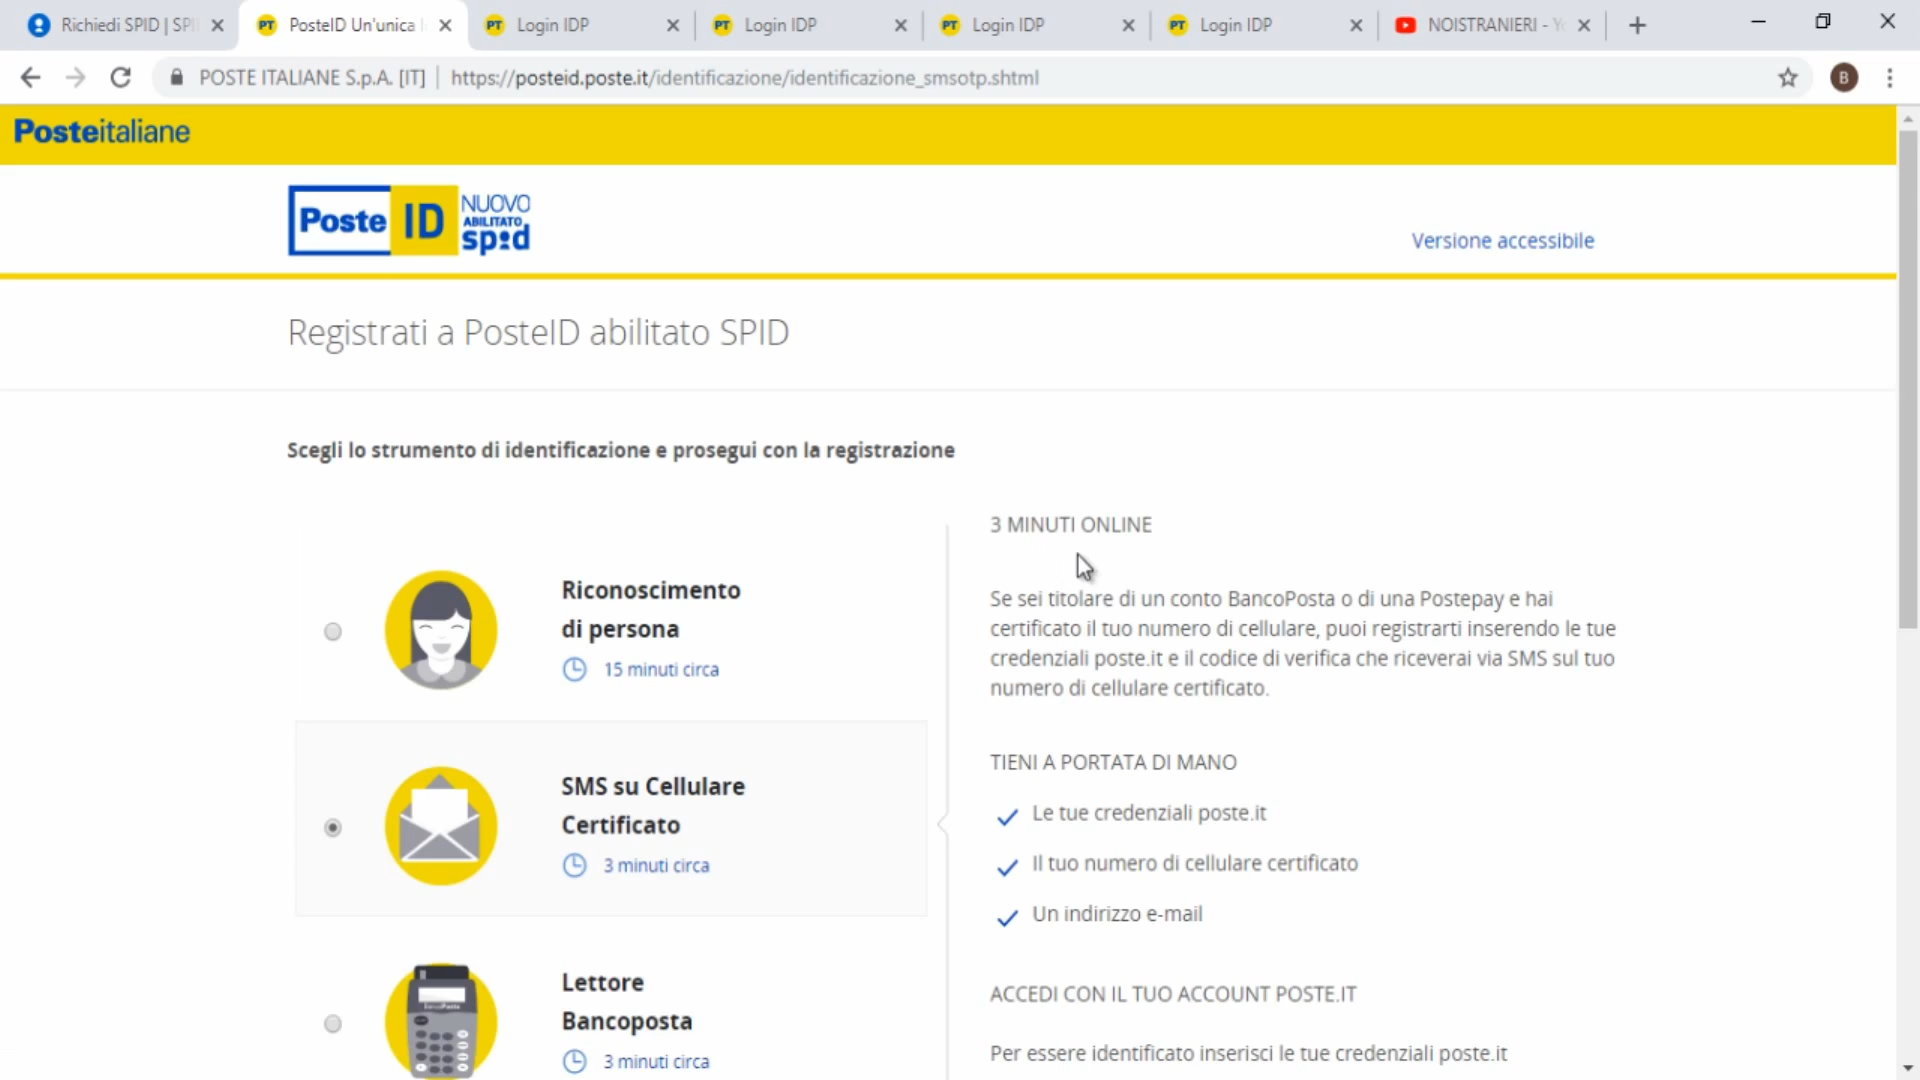 Richiedi SPID | SPI
PosteID Un'unica
Login IDP
Login IDP
Login IDP
Login IDP
NOISTRANIERI -
POSTE ITALIANE S.p.A. [IT] | https://posteid.poste.it/identificazione/identificazione_smsotp.shtml
B
Posteitaliane
Poste ID NUOVO
ABILITATO
spid
Versione accessibile
Registrati a PosteID abilitato SPID
Scegli lo strumento di identificazione e prosegui con la registrazione
Riconoscimento
di persona
15 minuti circa
SMS su Cellulare
Certificato
3 minuti circa
Lettore
Bancoposta
3 minuti circa
3 MINUTI ONLINE
Se sei titolare di un conto BancoPosta o di una Postepay e hai
certificato il tuo numero di cellulare, puoi registrarti inserendo le tue
credenziali poste.it e il codice di verifica che riceverai via SMS sul tuo
numero di cellulare certificato.
TIENI A PORTATA DI MANO
Le tue credenziali poste.it
Il tuo numero di cellulare certificato
Un indirizzo e-mail
ACCEDI CON IL TUO ACCOUNT POSTE.IT
Per essere identificato inserisci le tue credenziali poste.it